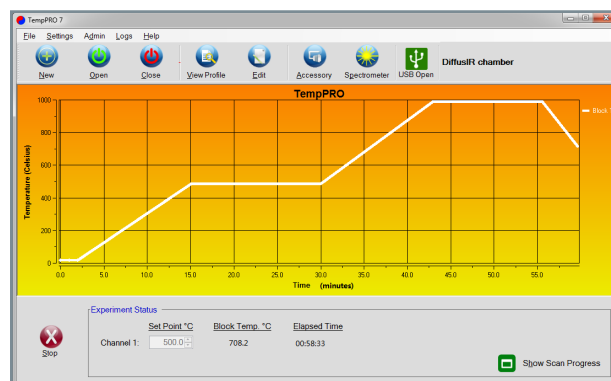 TempPRO 7
File Settings Admin Logs Help
New Open Close View Profile Edit Accessory Spectrometer USB Open DiffusIR chamber
TempPRO
Temperature (Celsius)
1000
800
600
400
200
0
0.0 5.0 10.0 15.0 20.0 25.0 30.0 35.0 40.0 45.0 50.0 55.0
Time (minutes)
Block
Experiment Status
Set Point °C Block Temp. °C Elapsed Time
Channel 1: 500.0 708.2 00:58:33
Stop
Show Scan Progress